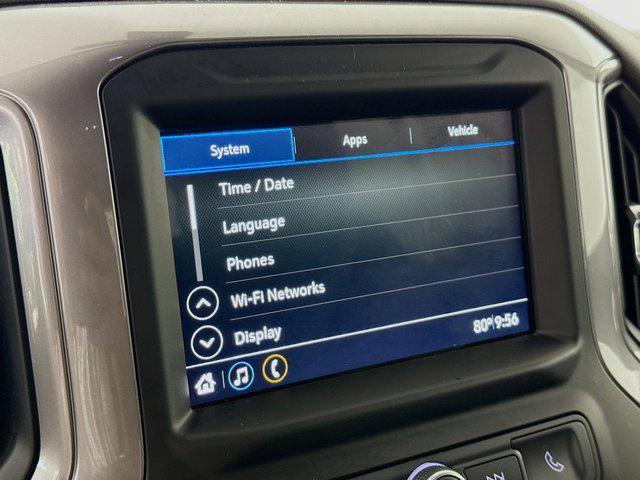 System Apps Vehicle
Time / Date
Language
Phones
Wi-Fi Networks
Display
80° 9:56